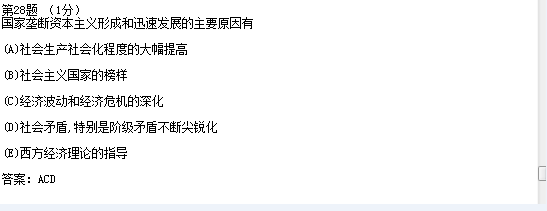 第28题 （1分）
国家垄断资本主义形成和迅速发展的主要原因有
(A)社会生产社会化程度的大幅提高
(B)社会主义国家的榜样
(C)经济波动和经济危机的深化
(D)社会矛盾,特别是阶级矛盾不断尖锐化
(E)西方经济理论的指导
答案: ACD